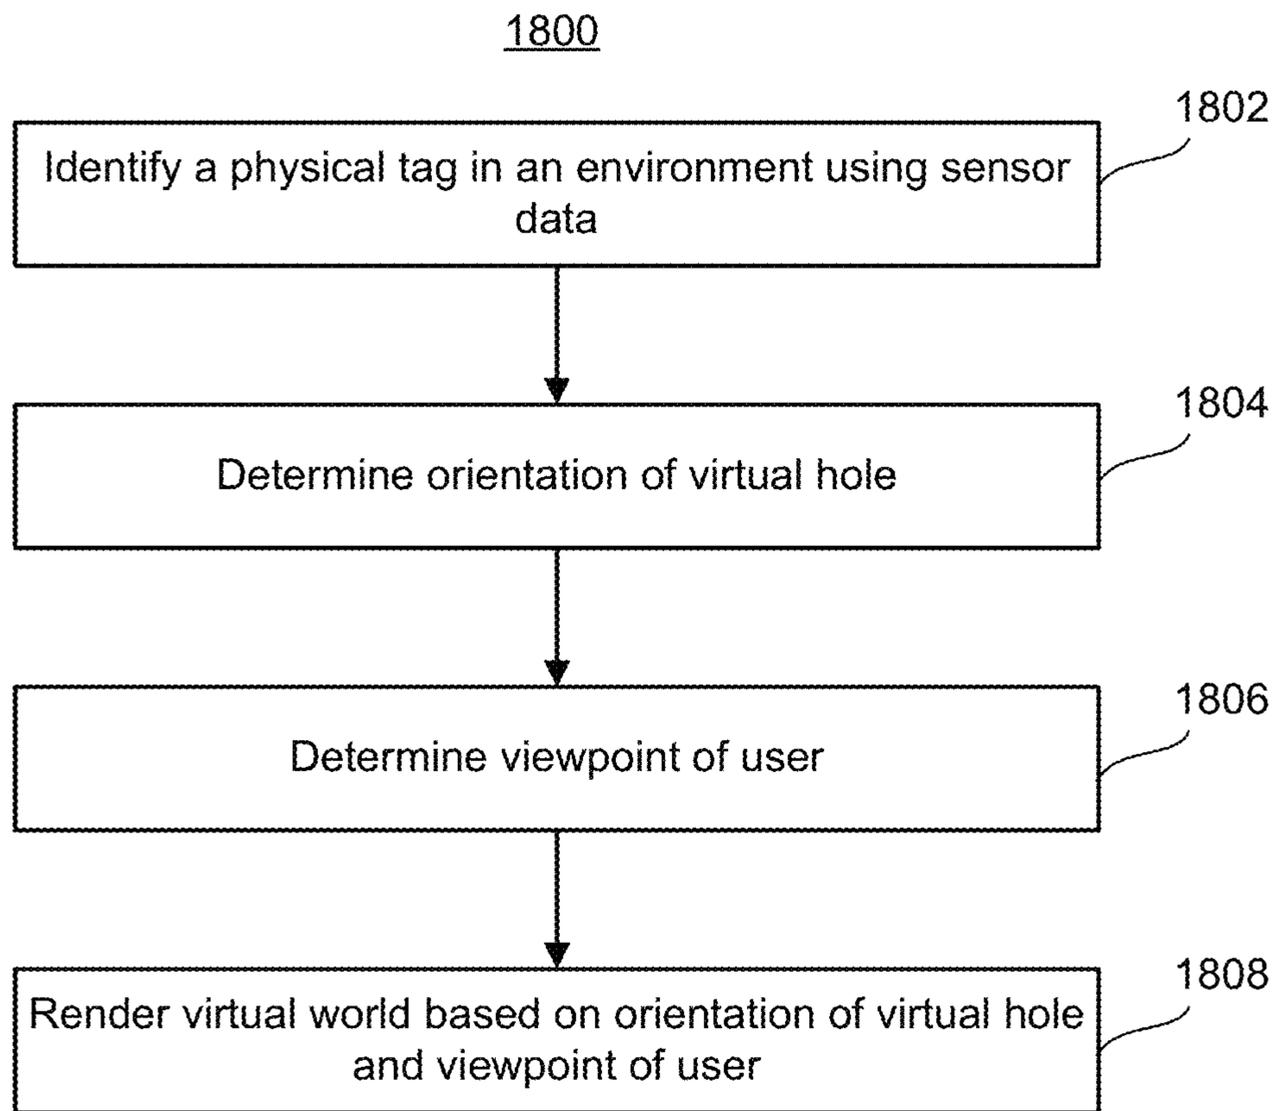 1800
1802
Identify a physical tag in an environment using sensor
data
1804
Determine orientation of virtual hole
1806
Determine viewpoint of user
1808
Render virtual world based on orientation of virtual hole
and viewpoint of user